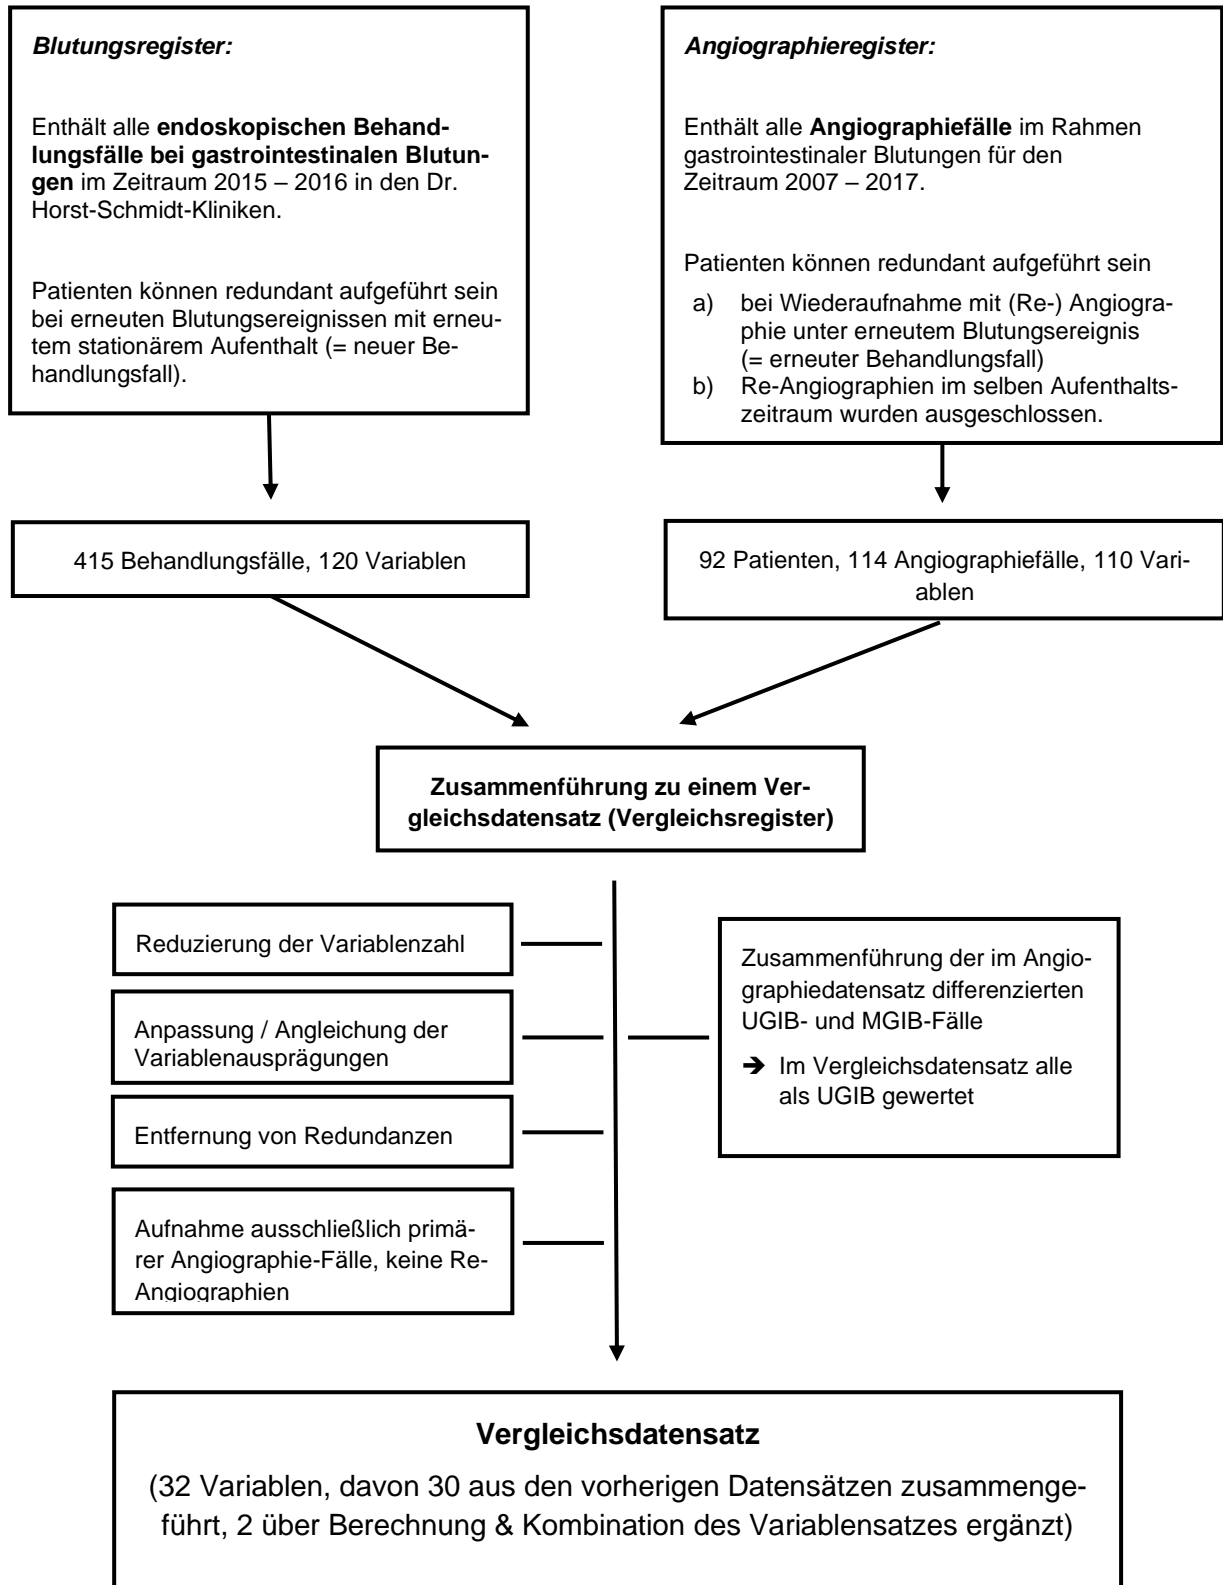 Blutungsregister:
Enthält alle endoskopischen Behand-
lungsfälle bei gastrointestinalen Blutun-
gen im Zeitraum 2015 – 2016 in den Dr.
Horst-Schmidt-Kliniken.
Patienten können redundant aufgeführt sein
bei erneuten Blutungsereignissen mit erneu-
tem stationärem Aufenthalt (= neuer Be-
handlungsfall).
Angiographieregister:
Enthält alle Angiographiefälle im Rahmen
gastrointestinaler Blutungen für den
Zeitraum 2007 – 2017.
Patienten können redundant aufgeführt sein
a) bei Wiederaufnahme mit (Re-) Angiogra-
phie unter erneutem Blutungsereignis
(= erneuter Behandlungsfall)
b) Re-Angiographien im selben Aufenthalts-
zeitraum wurden ausgeschlossen.
415 Behandlungsfälle, 120 Variablen
92 Patienten, 114 Angiographiefälle, 110 Vari-
ablen
Zusammenführung zu einem Ver-
gleichsdatensatz (Vergleichsregister)
Reduzierung der Variablenzahl
Anpassung / Angleichung der
Variablenausprägungen
Entfernung von Redundanzen
Aufnahme ausschließlich primä-
rer Angiographie-Fälle, keine Re-
Angiographien
Zusammenführung der im Angio-
graphiedatensatz differenzierten
UGIB- und MGIB-Fälle
➔ Im Vergleichsdatensatz alle
als UGIB gewertet
Vergleichsdatensatz
(32 Variablen, davon 30 aus den vorherigen Datensätzen zusammenge-
führt, 2 über Berechnung & Kombination des Variablensatzes ergänzt)